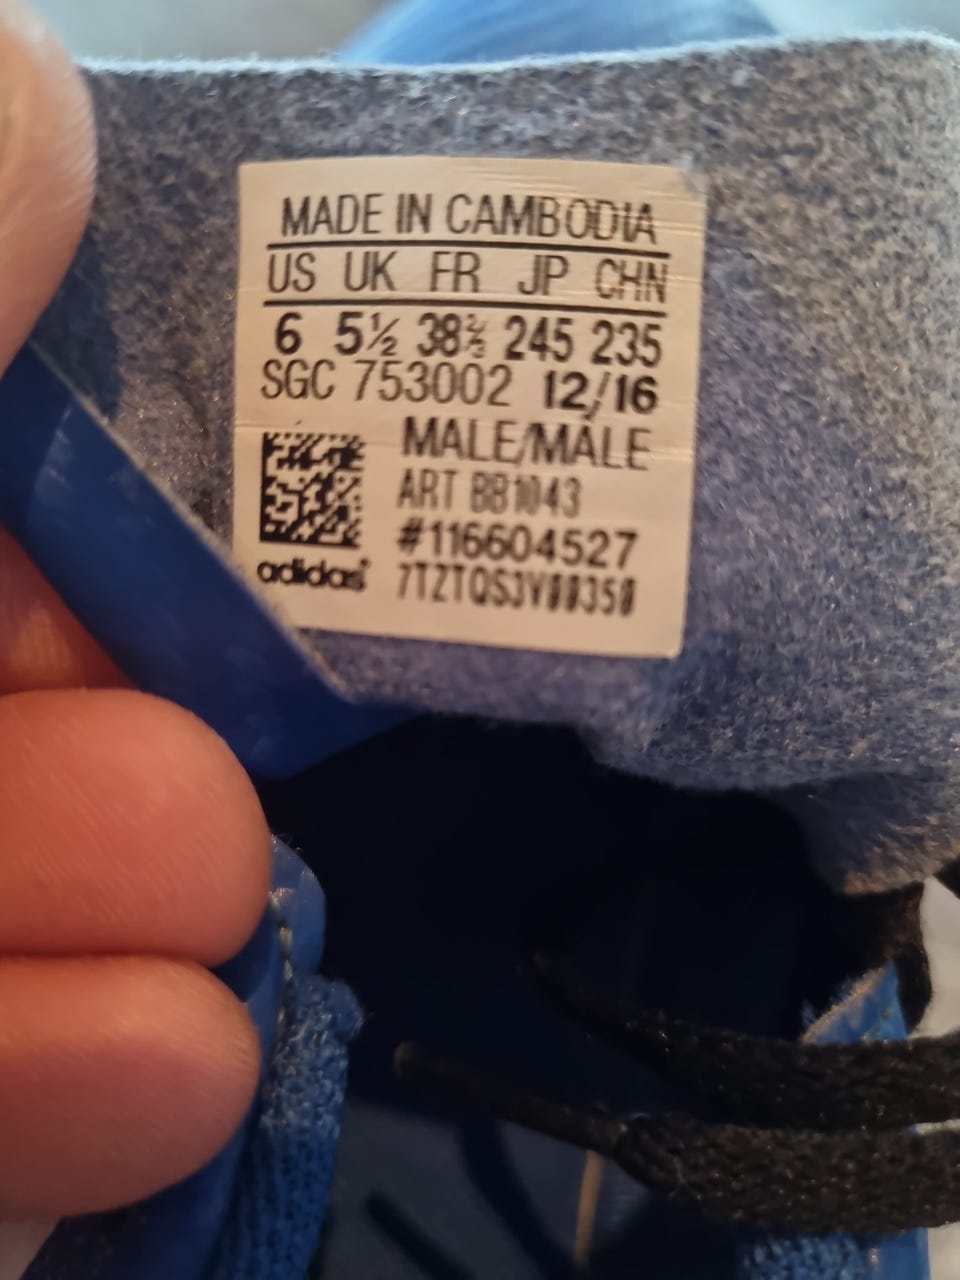 MADE IN CAMBODIA
US UK FR JP CHN
6 5½ 38⅔ 245 235
SGC 753002 12/16
MALE/MÂLE
ART BB1043
#116604527
adidas
7TZTQS3V00350